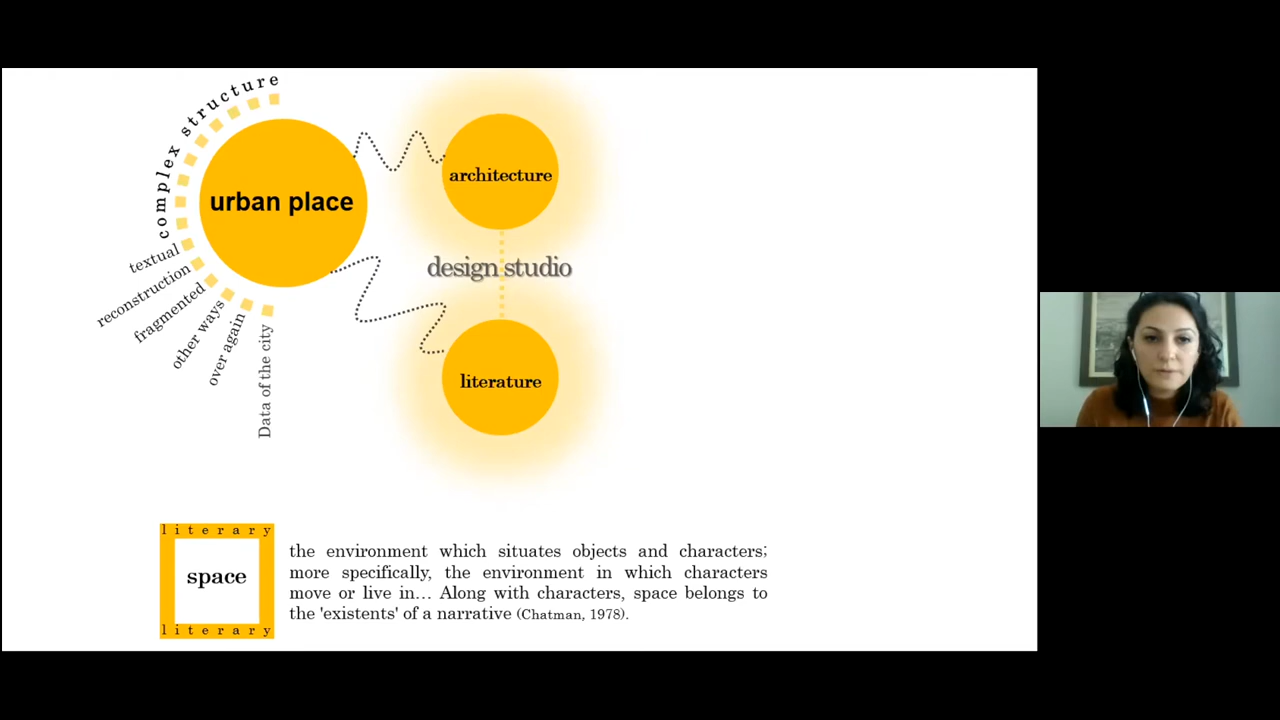 complex structure
urban place
architecture
textual
reconstruction
fragmented
other ways
over again
Data of the city
design studio
literature
literary
space
literary
the environment which situates objects and characters;
more specifically, the environment in which characters
move or live in... Along with characters, space belongs to
the 'existents' of a narrative (Chatman, 1978).